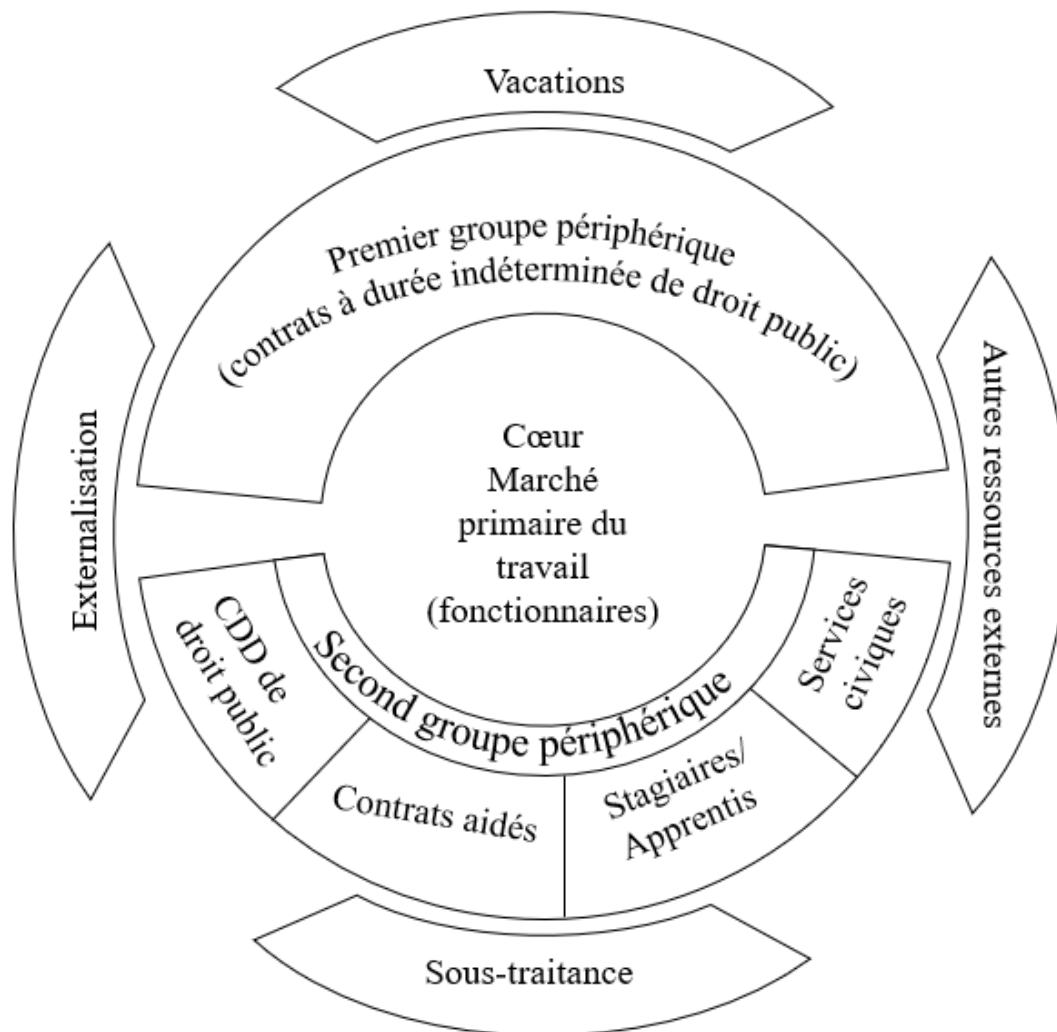 Vacations
Premier groupe périphérique
(contrats à durée indéterminée de droit public)
Externalisation
Autres ressources externes
Cœur
Marché
primaire du
travail
(fonctionnaires)
Second groupe périphérique
CDD de
droit public
Contrats aidés
Stagiaires/
Apprentis
Services
civiques
Sous-traitance